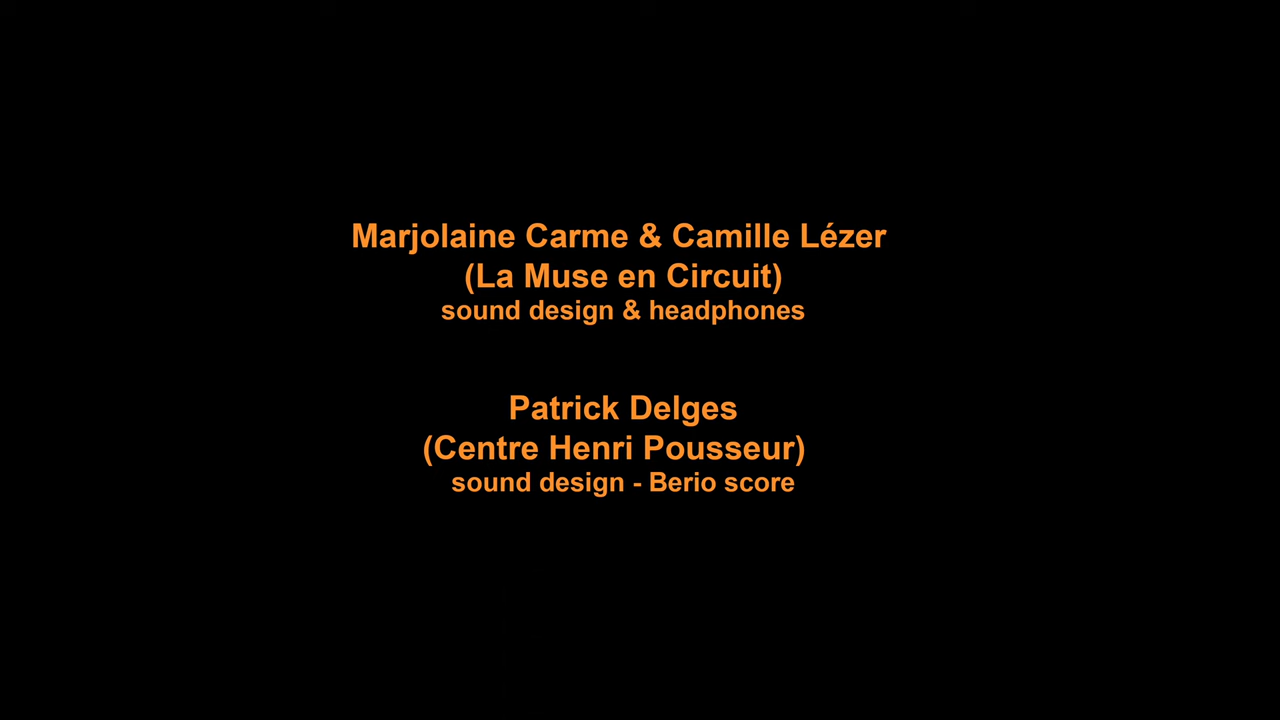 Marjolaine Carme & Camille Lézer
(La Muse en Circuit)
sound design & headphones
Patrick Delges
(Centre Henri Pousseur)
sound design - Berio score